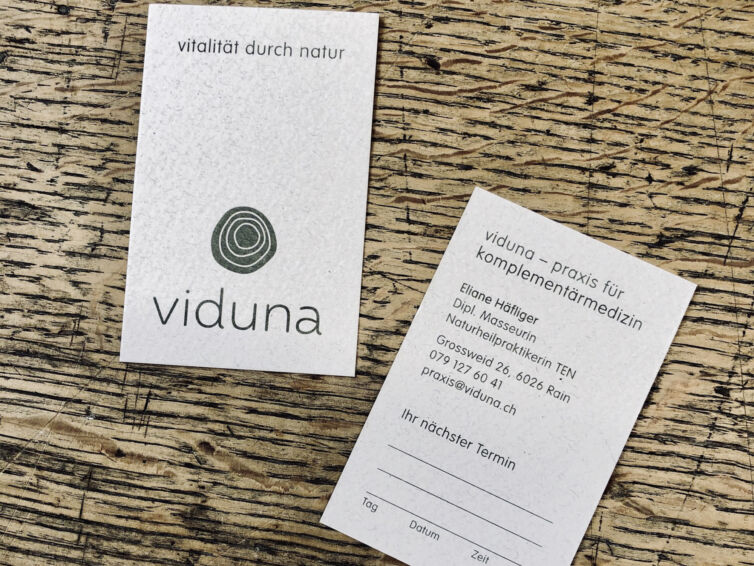 vitalität durch natur
viduna
viduna – praxis für
komplementärmedizin
Eliane Häfliger
Dipl. Masseurin
Naturheilpraktikerin TEN
Grossweid 26, 6026 Rain
079 127 60 41
praxis@viduna.ch
Ihr nächster Termin
Tag Datum Zeit